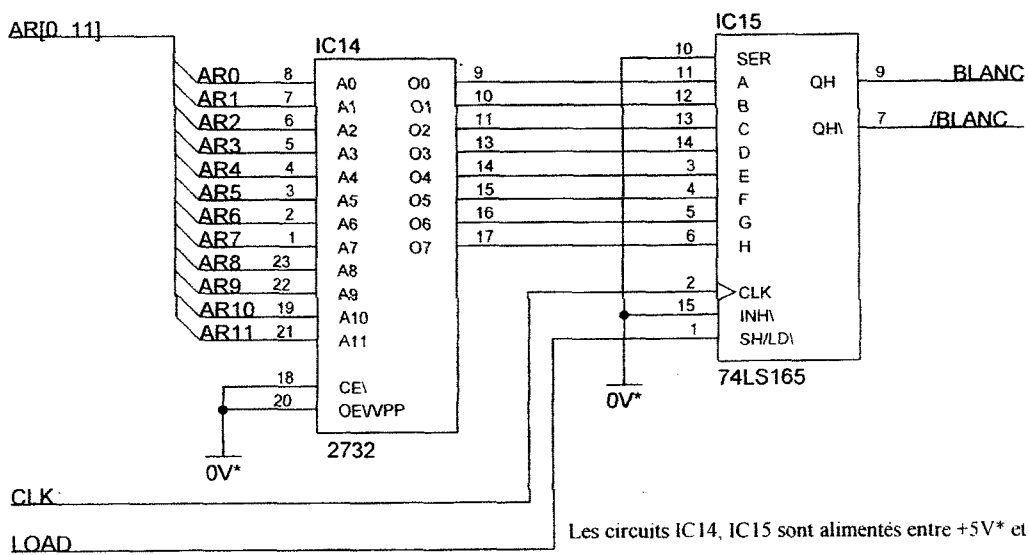 AR[0 11]
IC14
IC15
AR0 8 A0 O0 9
AR1 7 A1 O1 10
AR2 6 A2 O2 11
AR3 5 A3 O3 13
AR4 4 A4 O4 14
AR5 3 A5 O5 15
AR6 2 A6 O6 16
AR7 1 A7 O7 17
AR8 23 A8
AR9 22 A9
AR10 19 A10
AR11 21 A11
18 CE\
20 OE\/VPP
2732
0V*
10 SER
11 A QH 9 BLANC
12 B
13 C QH\ 7 /BLANC
14 D
3 E
4 F
5 G
6 H
2 CLK
15 INH\
1 SH/LD\
74LS165
0V*
CLK
LOAD
Les circuits IC14, IC15 sont alimentés entre +5V* et